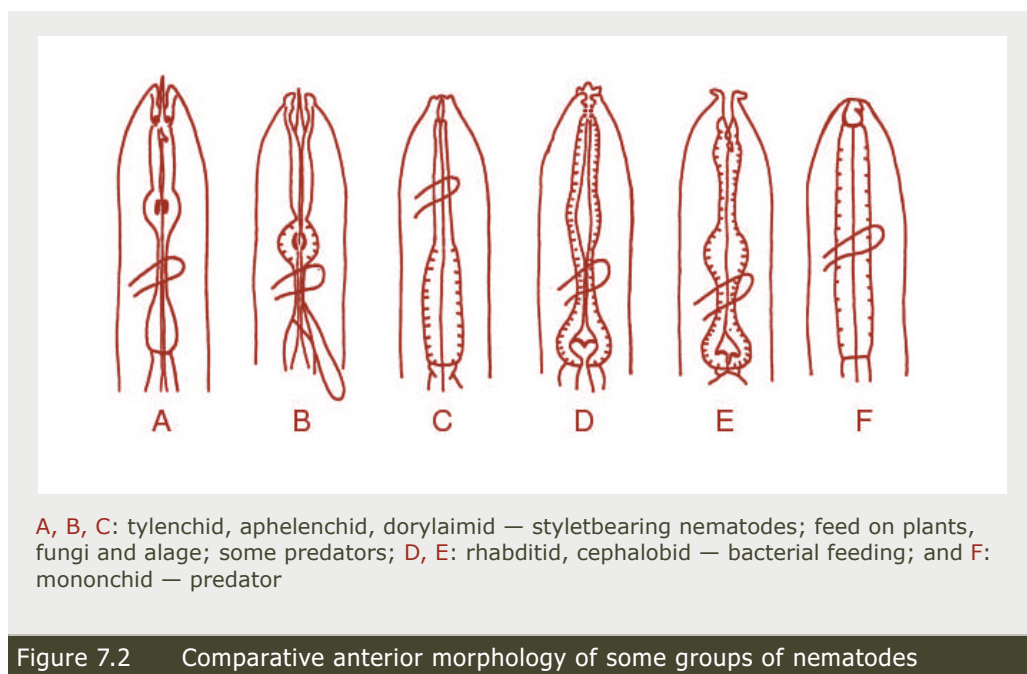 A B C D E F
A, B, C: tylenchid, aphelenchid, dorylaimid — styletbearing nematodes; feed on plants,
fungi and alage; some predators; D, E: rhabditid, cephalobid — bacterial feeding; and F:
mononchid — predator
Figure 7.2 Comparative anterior morphology of some groups of nematodes